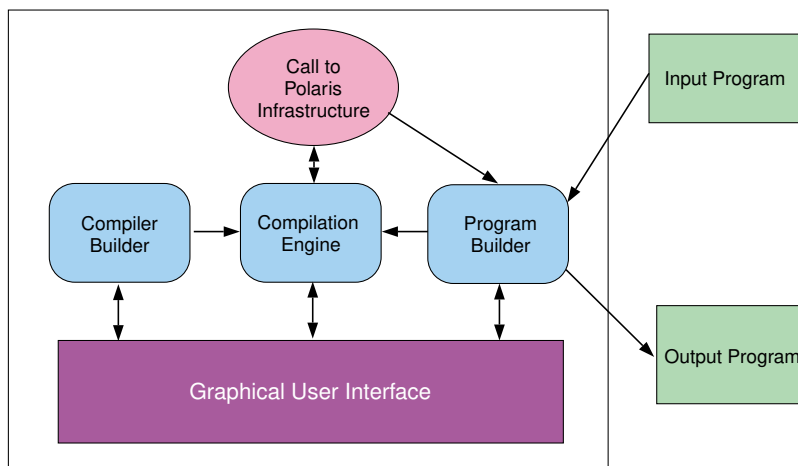 Call to
Polaris
Infrastructure
Input Program
Compiler
Builder
Compilation
Engine
Program
Builder
Output Program
Graphical User Interface